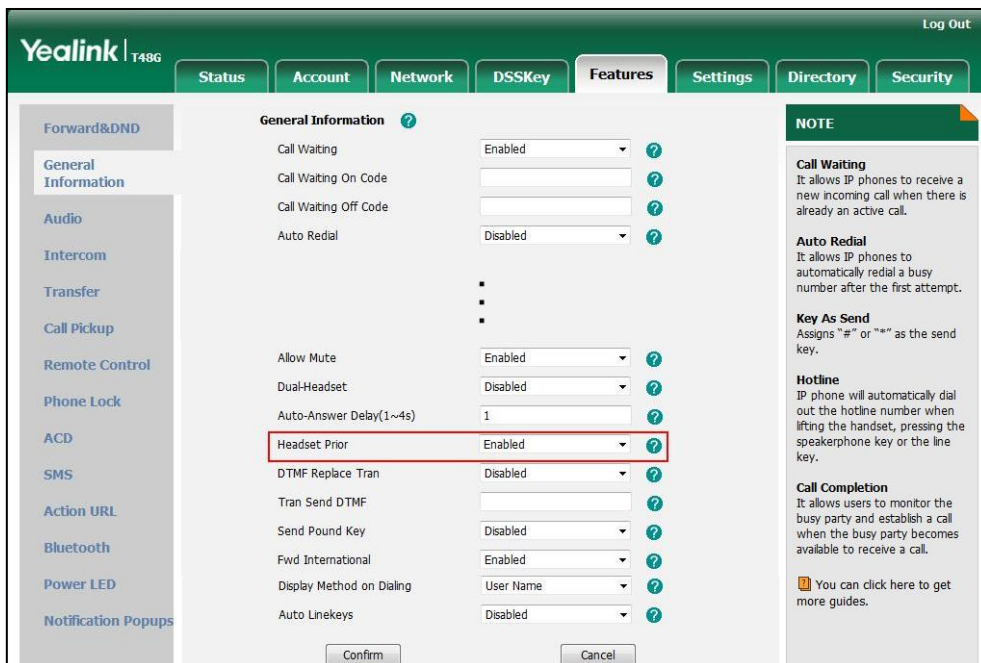 Log Out
Yealink T48G
Status Account Network DSSKey Features Settings Directory Security
Forward&DND
General
Information
Audio
Intercom
Transfer
Call Pickup
Remote Control
Phone Lock
ACD
SMS
Action URL
Bluetooth
Power LED
Notification Popups
General Information ?
Call Waiting Enabled ?
Call Waiting On Code ?
Call Waiting Off Code ?
Auto Redial Disabled ?
Allow Mute Enabled ?
Dual-Headset Disabled ?
Auto-Answer Delay(1~4s) 1 ?
Headset Prior Enabled ?
DTMF Replace Tran Disabled ?
Tran Send DTMF ?
Send Pound Key Disabled ?
Fwd International Enabled ?
Display Method on Dialing User Name ?
Auto Linekeys Disabled ?
Confirm Cancel
NOTE
Call Waiting
It allows IP phones to receive a
new incoming call when there is
already an active call.
Auto Redial
It allows IP phones to
automatically redial a busy
number after the first attempt.
Key As Send
Assigns "#" or "*" as the send
key.
Hotline
IP phone will automatically dial
out the hotline number when
lifting the handset, pressing the
speakerphone key or the line
key.
Call Completion
It allows users to monitor the
busy party and establish a call
when the busy party becomes
available to receive a call.
? You can click here to get
more guides.